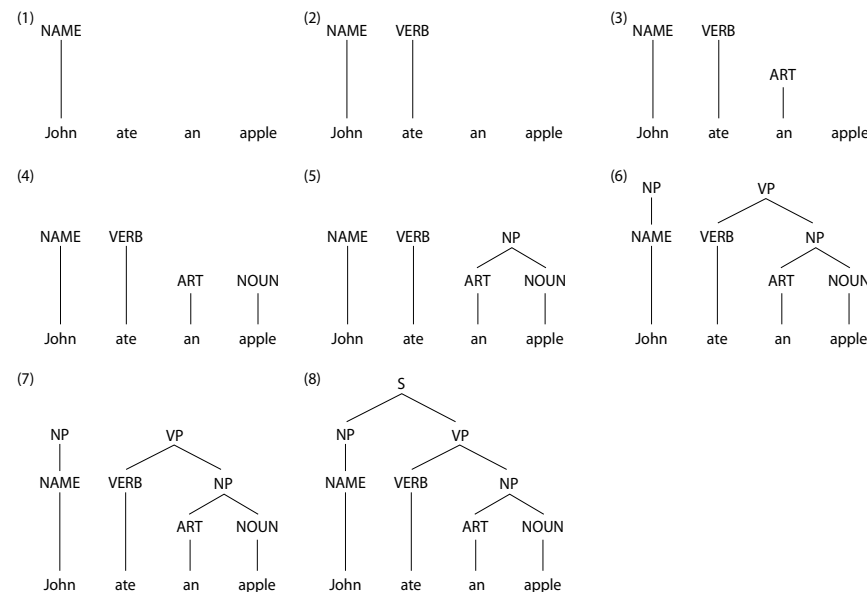 (1) (2) (3)
NAME NAME VERB NAME VERB
ART
John ate an apple John ate an apple John ate an apple
(4) (5) (6)
NP VP
NAME VERB NAME VERB NP NAME VERB NP
ART NOUN ART NOUN ART NOUN
John ate an apple John ate an apple John ate an apple
(7) (8)
S
NP VP NP VP
NAME VERB NP NAME VERB NP
ART NOUN ART NOUN
John ate an apple John ate an apple